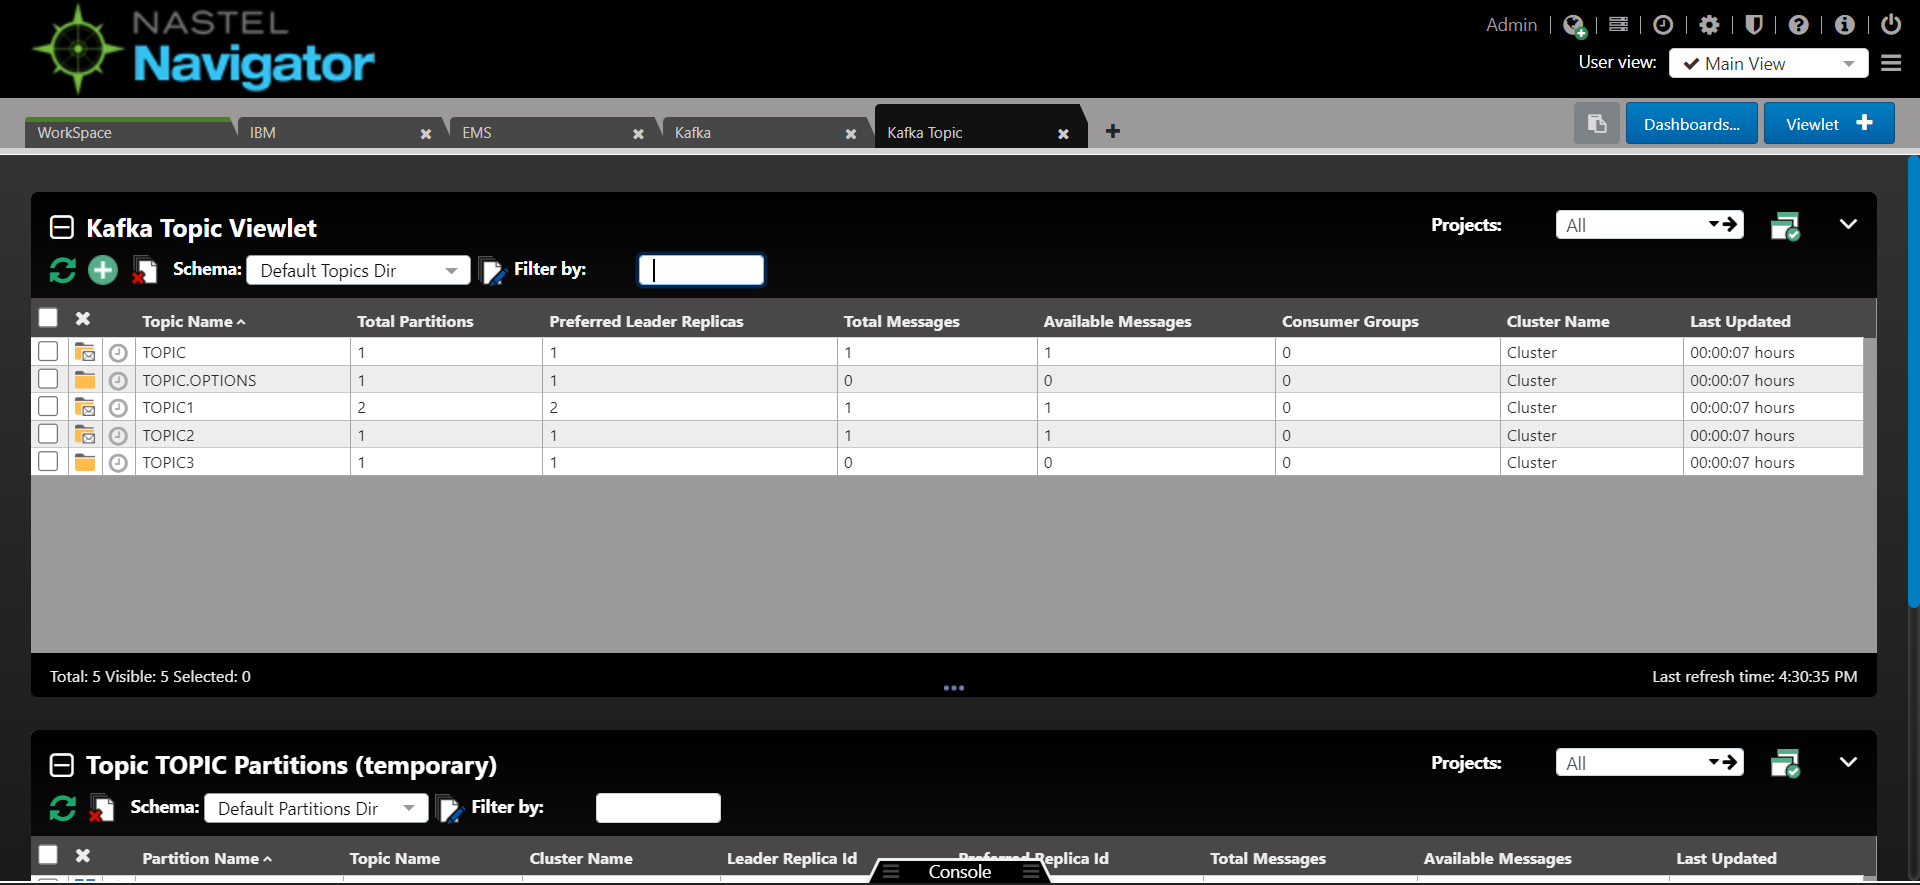 NASTEL
Navigator
Admin
User view: Main View
WorkSpace IBM EMS Kafka Kafka Topic
Dashboards... Viewlet
Kafka Topic Viewlet Projects: All
Schema: Default Topics Dir Filter by:
Topic Name Total Partitions Preferred Leader Replicas Total Messages Available Messages Consumer Groups Cluster Name Last Updated
TOPIC 1 1 1 1 0 Cluster 00:00:07 hours
TOPIC.OPTIONS 1 1 0 0 0 Cluster 00:00:07 hours
TOPIC1 2 2 1 1 0 Cluster 00:00:07 hours
TOPIC2 1 1 1 1 0 Cluster 00:00:07 hours
TOPIC3 1 1 0 0 0 Cluster 00:00:07 hours
Total: 5 Visible: 5 Selected: 0 Last refresh time: 4:30:35 PM
Topic TOPIC Partitions (temporary) Projects: All
Schema: Default Partitions Dir Filter by:
Partition Name Topic Name Cluster Name Leader Replica Id Preferred Replica Id Total Messages Available Messages Last Updated
Console